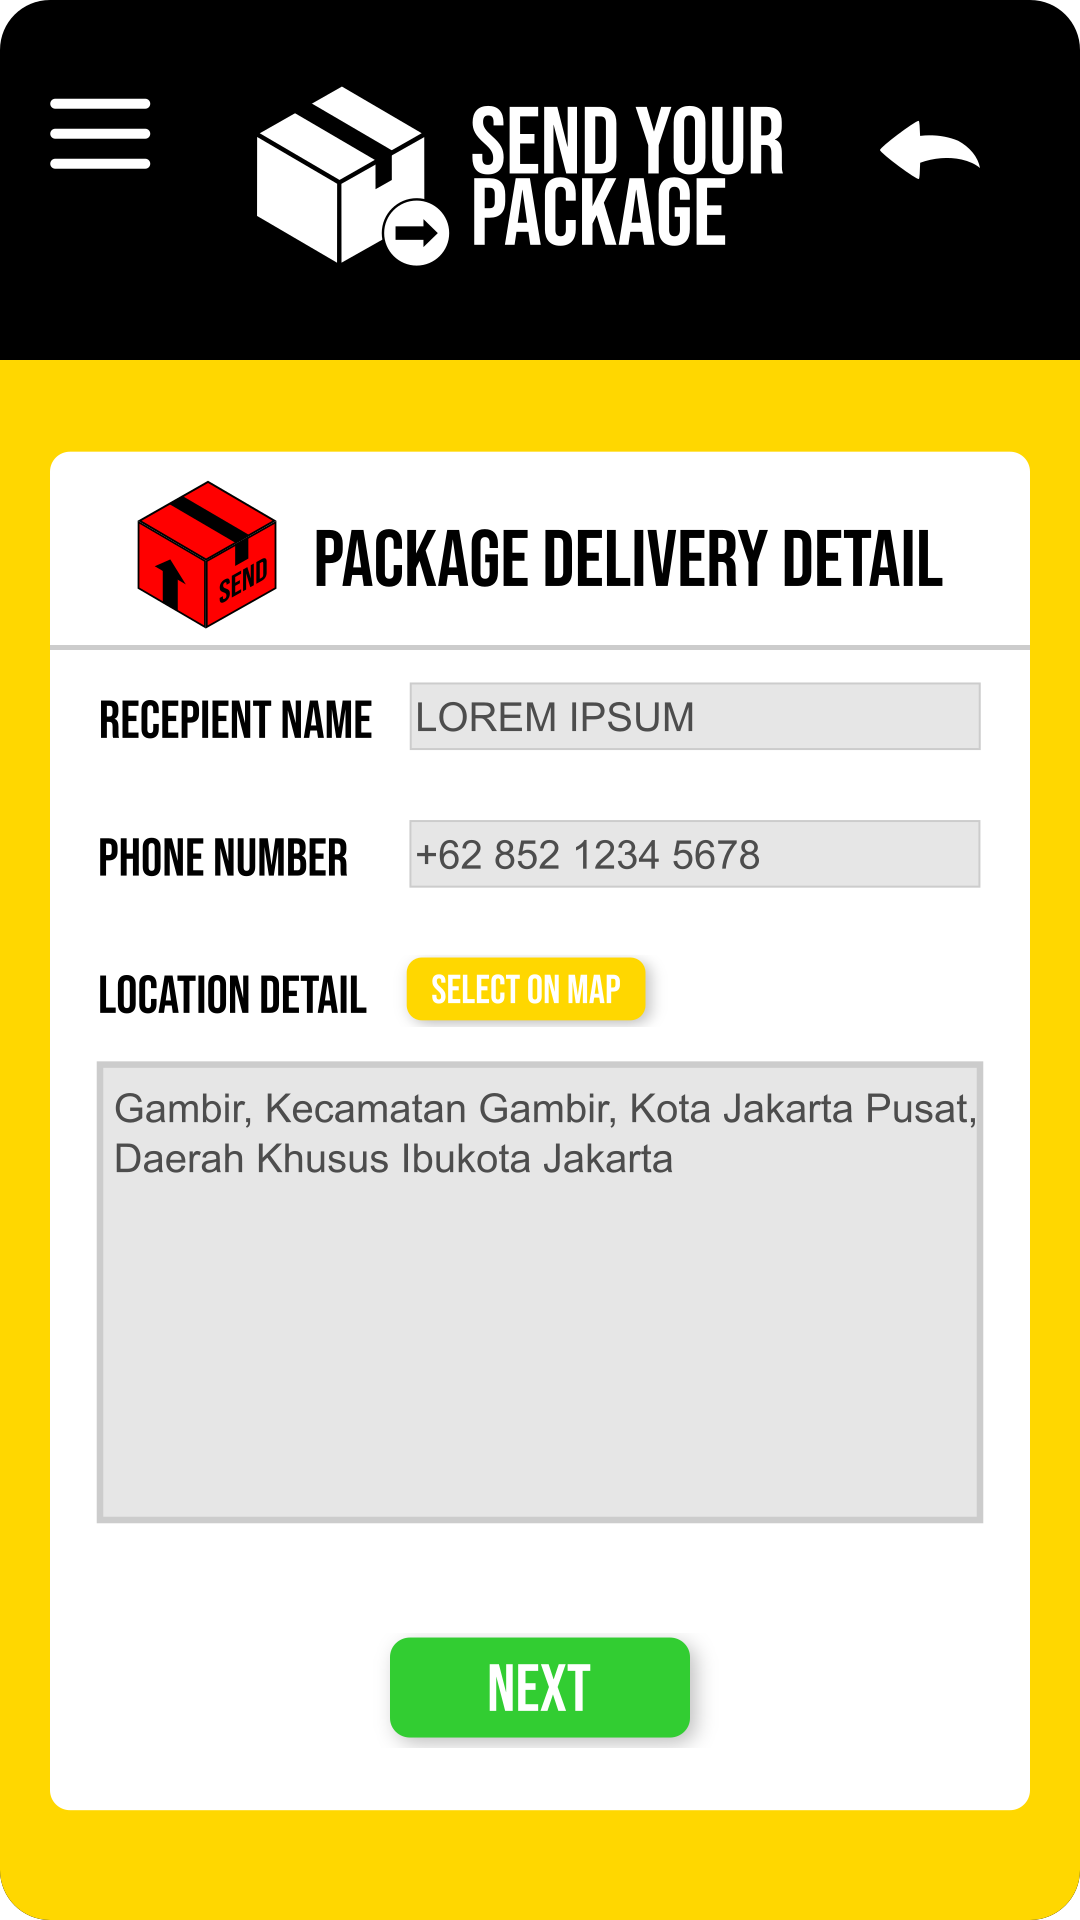 SEND YOUR
PACKAGE
SEND
PACKAGE DELIVERY DETAIL
RECEPIENT NAME
LOREM IPSUM
PHONE NUMBER
+62 852 1234 5678
LOCATION DETAIL
SELECT ON MAP
Gambir, Kecamatan Gambir, Kota Jakarta Pusat,
Daerah Khusus Ibukota Jakarta
NEXT